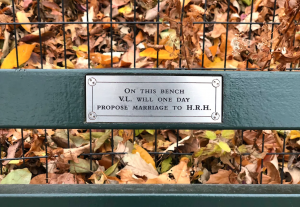 ON THIS BENCH
V.L. WILL ONE DAY
PROPOSE MARRIAGE TO H.R.H.